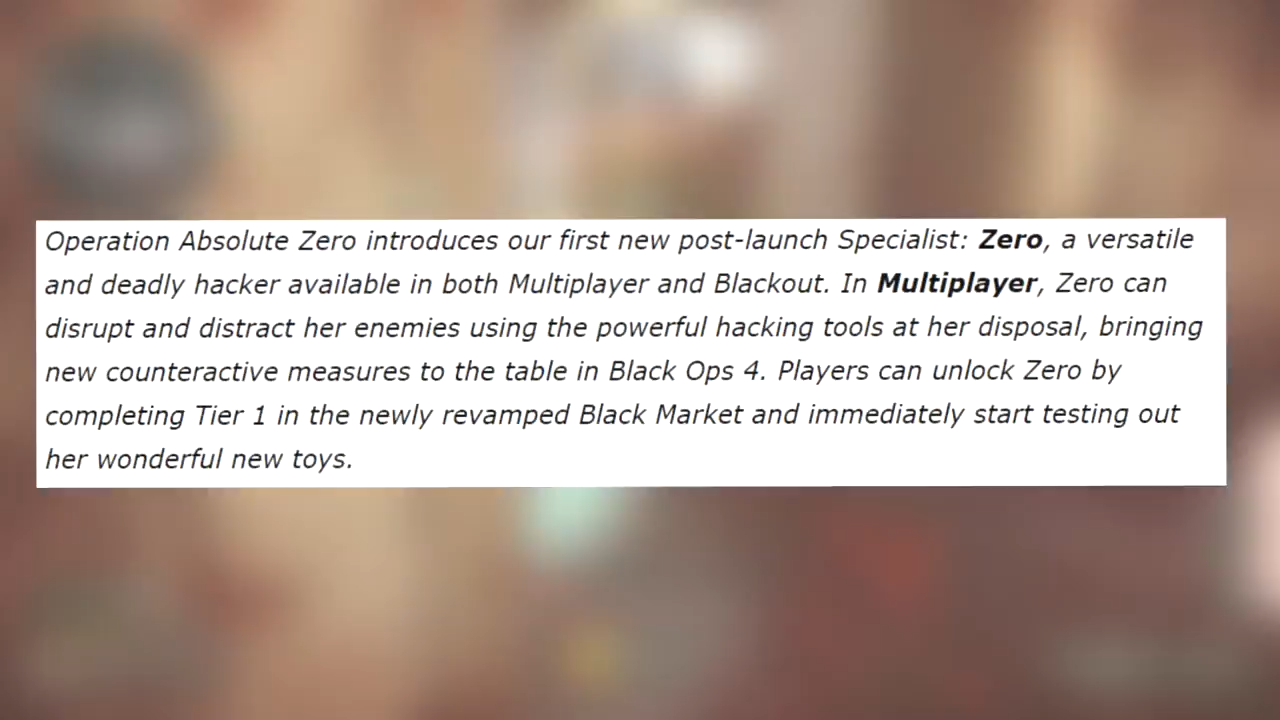 Operation Absolute Zero introduces our first new post-launch Specialist: Zero, a versatile
and deadly hacker available in both Multiplayer and Blackout. In Multiplayer, Zero can
disrupt and distract her enemies using the powerful hacking tools at her disposal, bringing
new counteractive measures to the table in Black Ops 4. Players can unlock Zero by
completing Tier 1 in the newly revamped Black Market and immediately start testing out
her wonderful new toys.